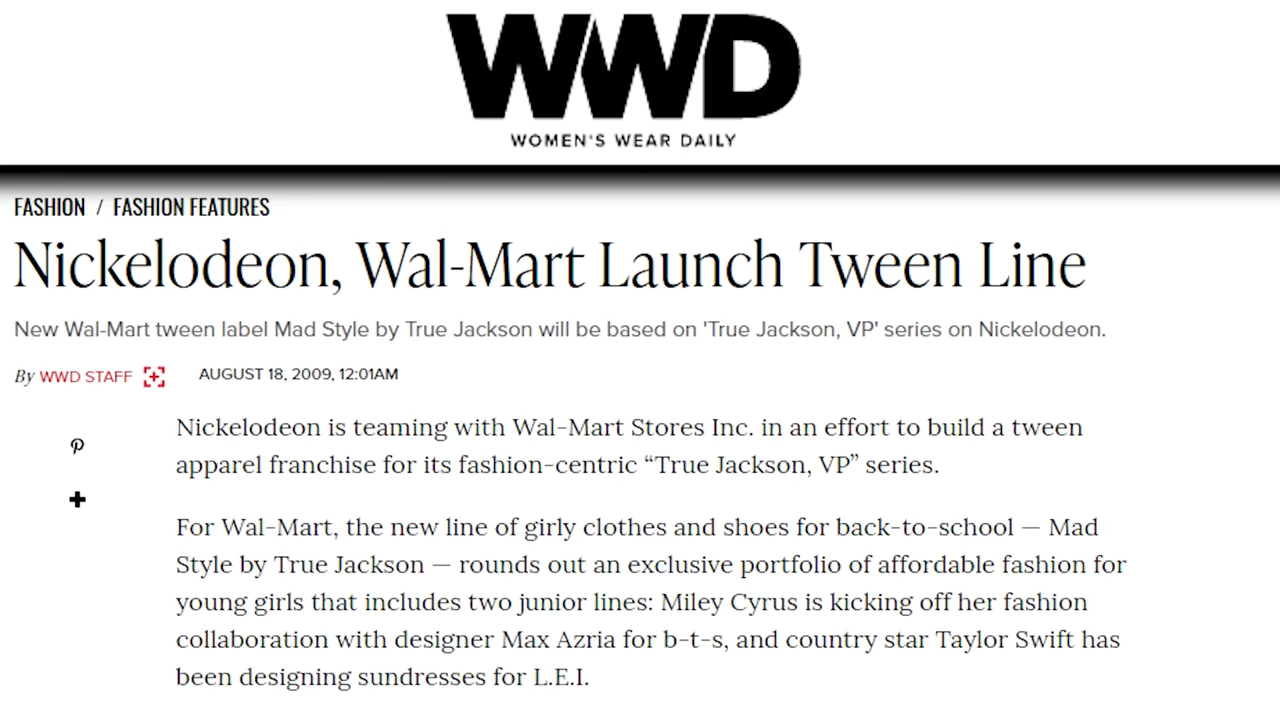 WWD
WOMEN'S WEAR DAILY
FASHION / FASHION FEATURES
Nickelodeon, Wal-Mart Launch Tween Line
New Wal-Mart tween label Mad Style by True Jackson will be based on 'True Jackson, VP' series on Nickelodeon.
By WWD STAFF AUGUST 18, 2009, 12:01AM
Nickelodeon is teaming with Wal-Mart Stores Inc. in an effort to build a tween
apparel franchise for its fashion-centric “True Jackson, VP” series.
For Wal-Mart, the new line of girly clothes and shoes for back-to-school — Mad
Style by True Jackson — rounds out an exclusive portfolio of affordable fashion for
young girls that includes two junior lines: Miley Cyrus is kicking off her fashion
collaboration with designer Max Azria for b-t-s, and country star Taylor Swift has
been designing sundresses for L.E.I.